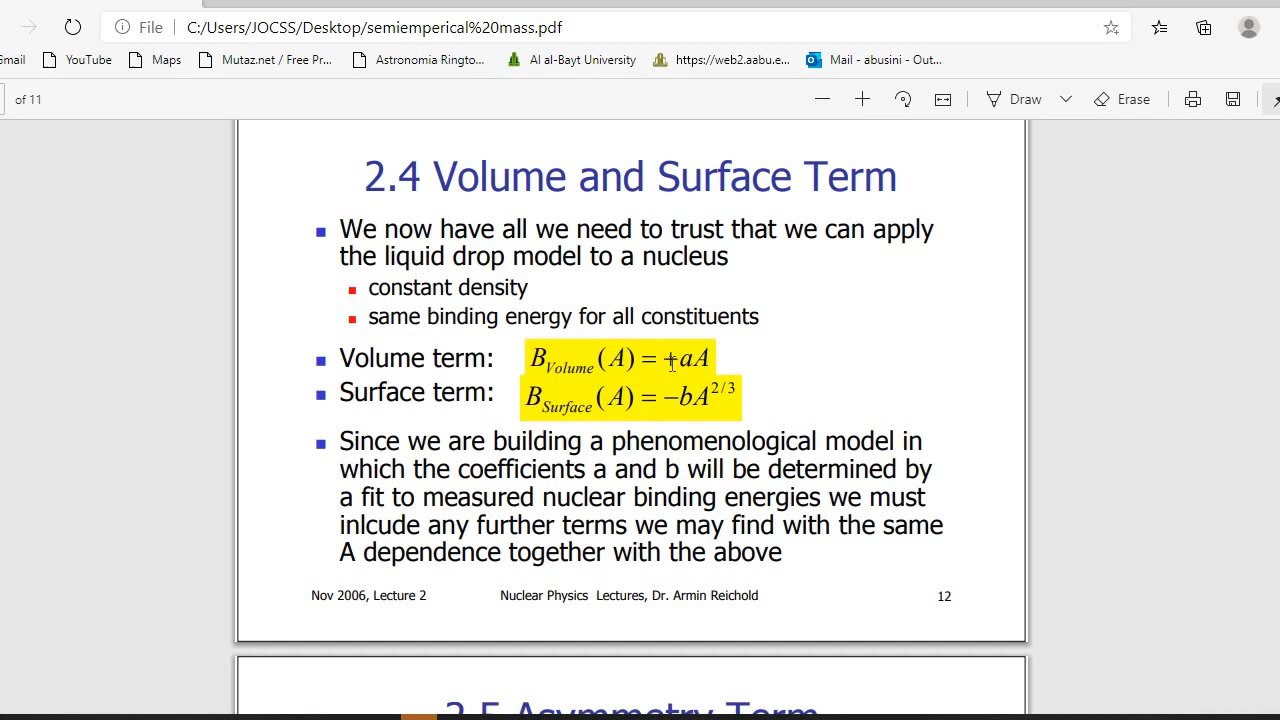 File C:/Users/JOCSS/Desktop/semiemperical%20mass.pdf
Gmail YouTube Maps Mutaz.net / Free Pr... Astronomia Ringto... Al al-Bayt University https://web2.aabu.e... Mail - abusini - Out...
of 11 Draw Erase
2.4 Volume and Surface Term
We now have all we need to trust that we can apply
the liquid drop model to a nucleus
constant density
same binding energy for all constituents
Volume term: B_Volume (A) = +aA
Surface term: B_Surface (A) = −bA^2/3
Since we are building a phenomenological model in
which the coefficients a and b will be determined by
a fit to measured nuclear binding energies we must
inlcude any further terms we may find with the same
A dependence together with the above
Nov 2006, Lecture 2 Nuclear Physics Lectures, Dr. Armin Reichold 12
2.5 Asymmetry Term